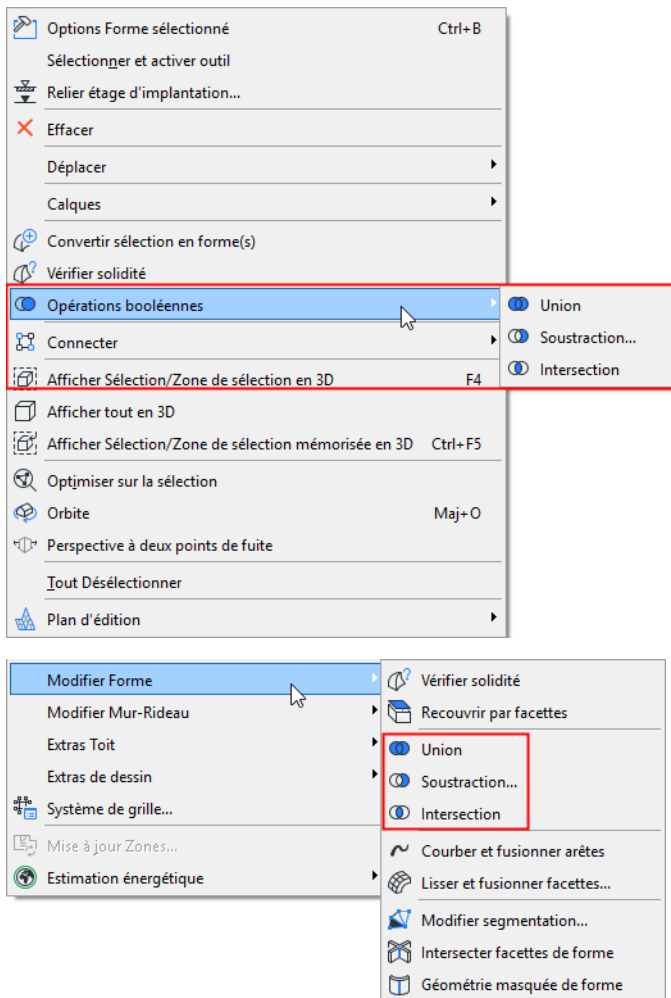 Options Forme sélectionné Ctrl+B
Sélectionner et activer outil
Relier étage d'implantation...
Effacer
Déplacer
Calques
Convertir sélection en forme(s)
Vérifier solidité
Opérations booléennes
Union
Soustraction...
Connecter
Intersection
Afficher Sélection/Zone de sélection en 3D F4
Afficher tout en 3D
Afficher Sélection/Zone de sélection mémorisée en 3D Ctrl+F5
Optimiser sur la sélection
Orbite Maj+O
Perspective à deux points de fuite
Tout Désélectionner
Plan d'édition
Modifier Forme
Modifier Mur-Rideau
Extras Toit
Extras de dessin
Système de grille...
Mise à jour Zones...
Estimation énergétique
Vérifier solidité
Recouvrir par facettes
Union
Soustraction...
Intersection
Courber et fusionner arêtes
Lisser et fusionner facettes...
Modifier segmentation...
Intersecter facettes de forme
Géométrie masquée de forme